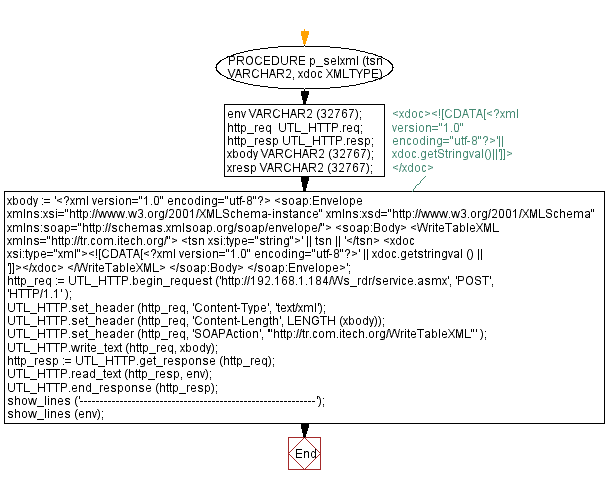 PROCEDURE p_selxml (tsn
VARCHAR2, xdoc XMLTYPE)
env VARCHAR2 (32767);
http_req  UTL_HTTP.req;
http_resp UTL_HTTP.resp;
xbody VARCHAR2 (32767);
xresp VARCHAR2 (32767);
<xdoc><![CDATA[<?xml
version="1.0"
encoding="utf-8"?>'||
xdoc.getStringval()||']]>
</xdoc>
xbody := '<?xml version="1.0" encoding="utf-8"?> <soap:Envelope
xmlns:xsi="http://www.w3.org/2001/XMLSchema-instance" xmlns:xsd="http://www.w3.org/2001/XMLSchema"
xmlns:soap="http://schemas.xmlsoap.org/soap/envelope/"> <soap:Body> <WriteTableXML
xmlns="http://tr.com.itech.org/"> <tsn xsi:type="string">' || tsn || '</tsn> <xdoc
xsi:type="xml"><![CDATA[<?xml version="1.0" encoding="utf-8"?>' || xdoc.getstringval () ||
']]></xdoc> </WriteTableXML> </soap:Body> </soap:Envelope>';
http_req := UTL_HTTP.begin_request ('http://192.168.1.184/Ws_rdr/service.asmx', 'POST',
'HTTP/1.1' );
UTL_HTTP.set_header (http_req, 'Content-Type', 'text/xml');
UTL_HTTP.set_header (http_req, 'Content-Length', LENGTH (xbody));
UTL_HTTP.set_header (http_req, 'SOAPAction', '"http://tr.com.itech.org/WriteTableXML"' );
UTL_HTTP.write_text (http_req, xbody);
http_resp := UTL_HTTP.get_response (http_req);
UTL_HTTP.read_text (http_resp, env);
UTL_HTTP.end_response (http_resp);
show_lines ('-----------------------------------------------------------');
show_lines (env);
End